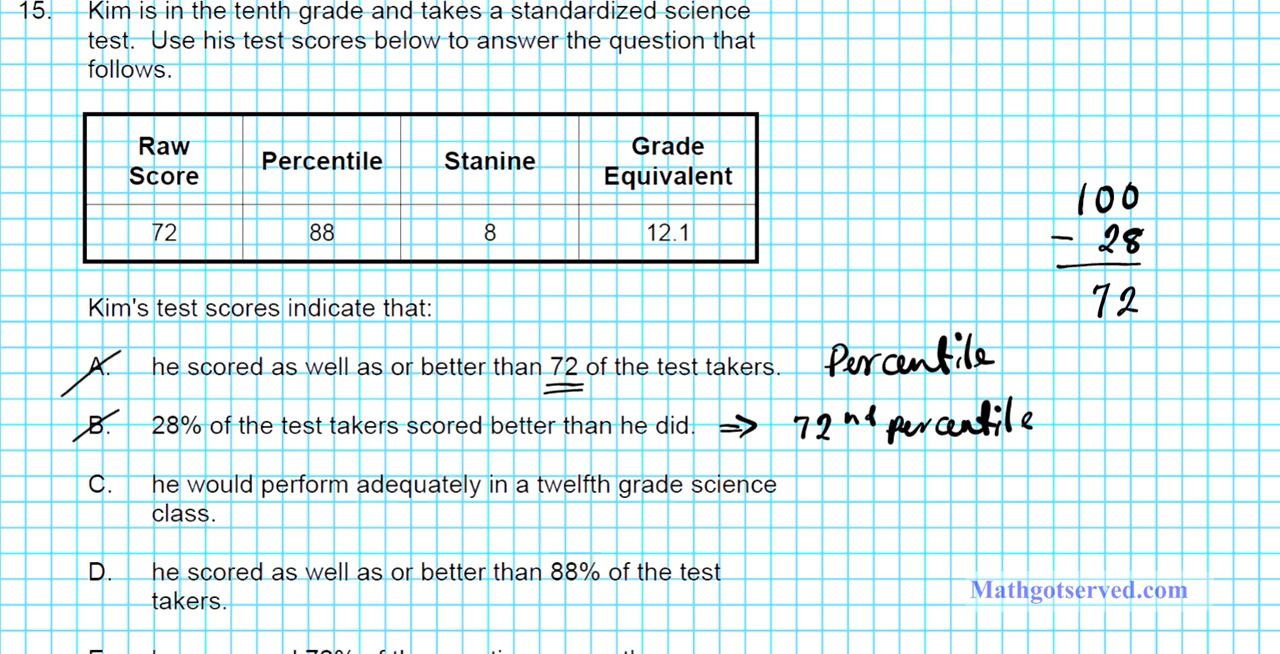 15. Kim is in the tenth grade and takes a standardized science
test. Use his test scores below to answer the question that
follows.
Raw Score Percentile Stanine Grade Equivalent
72 88 8 12.1
100
- 28
72
Kim's test scores indicate that:
A. he scored as well as or better than 72 of the test takers. Percentile
B. 28% of the test takers scored better than he did. => 72nd percentile
C. he would perform adequately in a twelfth grade science
class.
D. he scored as well as or better than 88% of the test
takers.
Mathgotserved.com